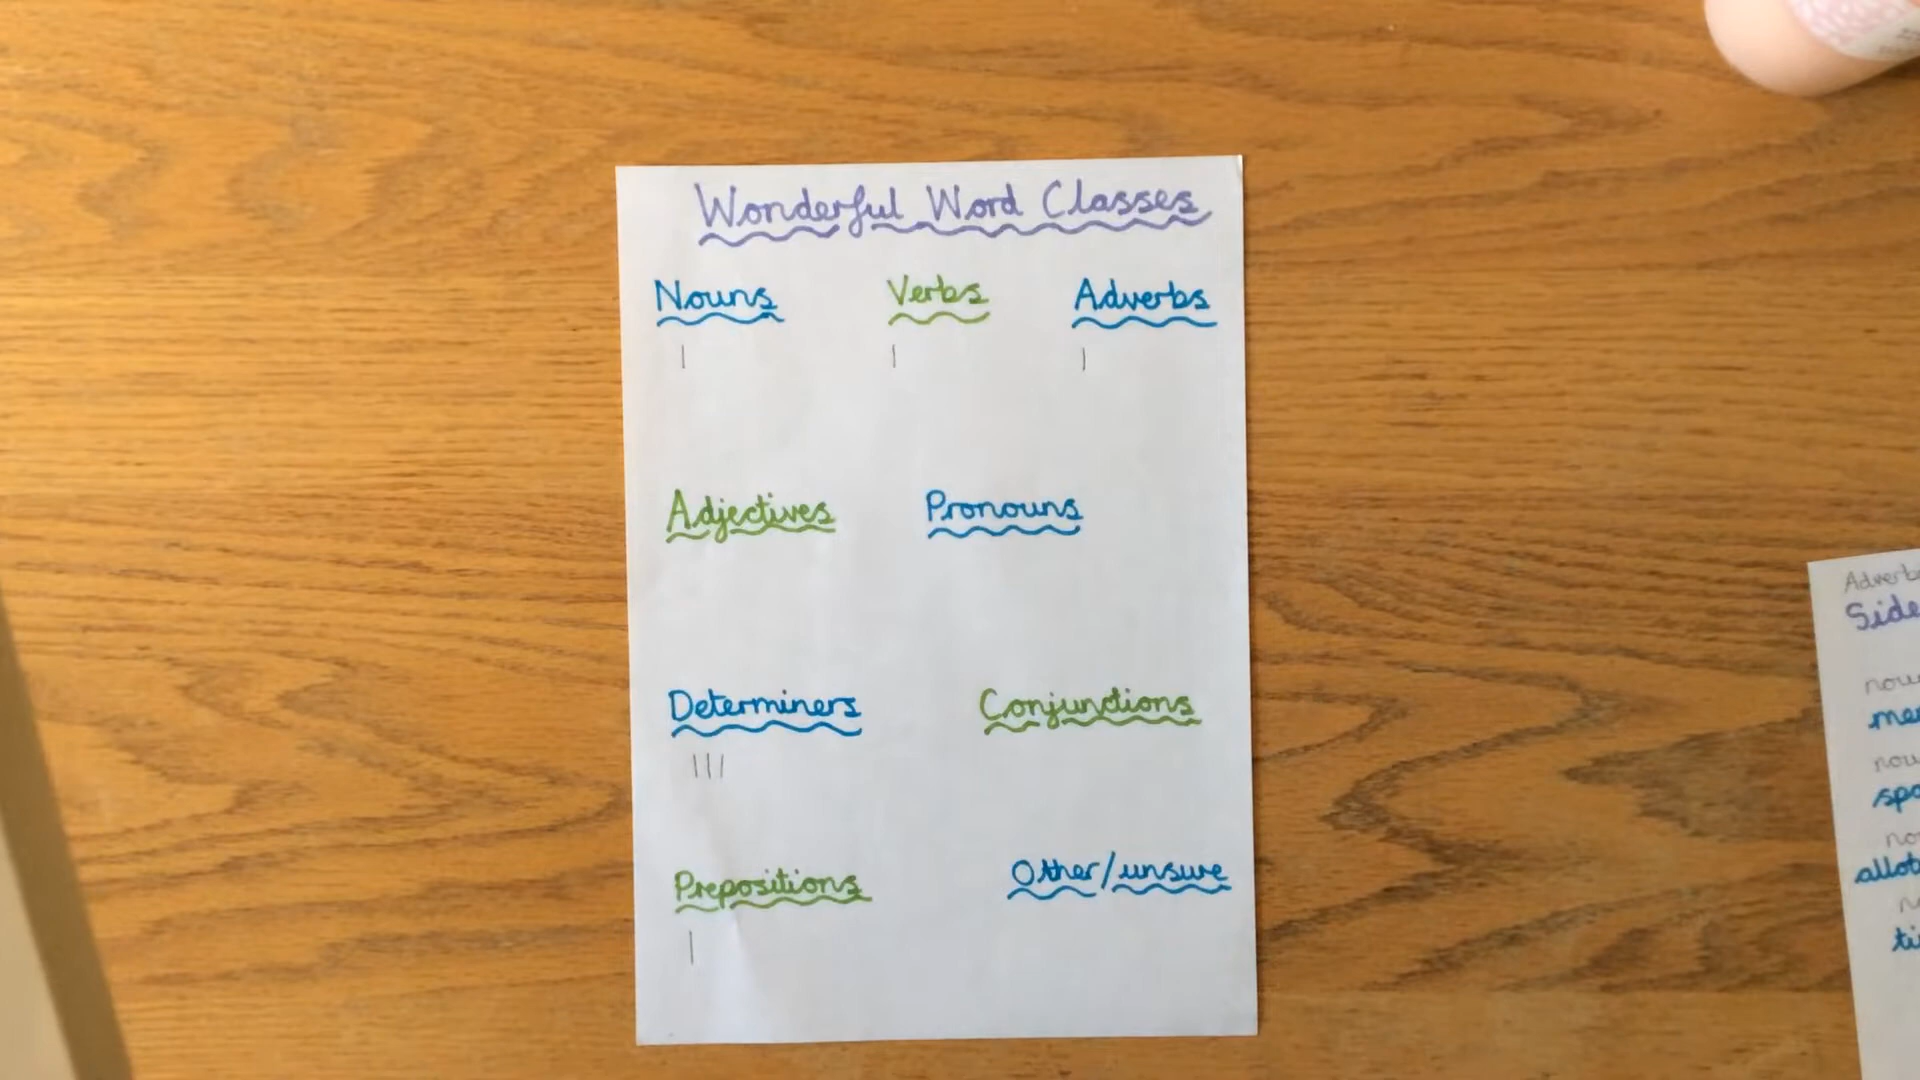 Wonderful Word Classes
Nouns Verbs Adverbs
| | |
Adjectives Pronouns
Determiners Conjunctions
|||
Prepositions Other/unsure
|